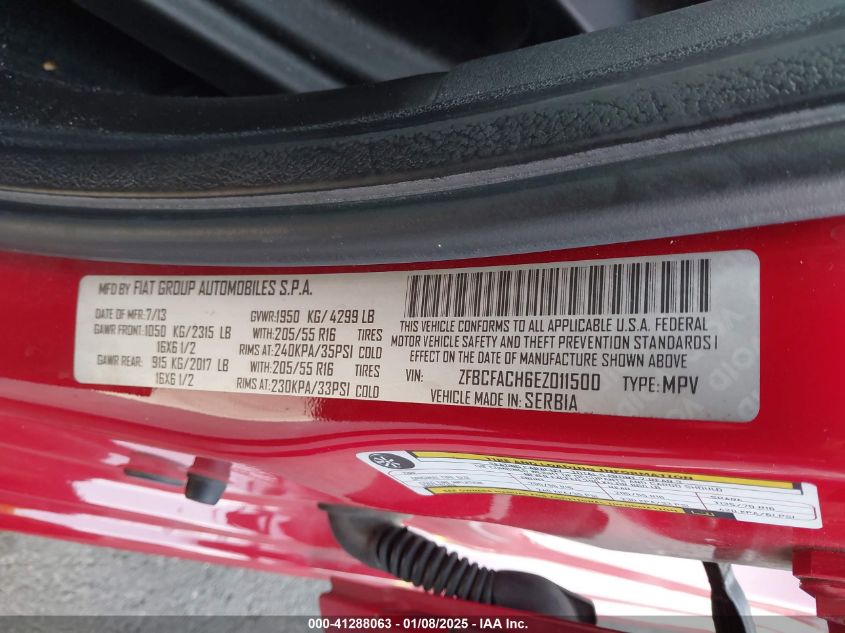 MFD BY FIAT GROUP AUTOMOBILES S.P.A.
DATE OF MFR: 7/13 GVWR: 1950 KG/ 4299 LB
GAWR FRONT: 1050 KG/2315 LB WITH: 205/55 R16 TIRES
16X6 1/2 RIMS AT: 240KPA/35PSI COLD
GAWR REAR: 915 KG/2017 LB WITH: 205/55 R16 TIRES
16X6 1/2 RIMS AT: 230KPA/33PSI COLD
THIS VEHICLE CONFORMS TO ALL APPLICABLE U.S.A. FEDERAL
MOTOR VEHICLE SAFETY AND THEFT PREVENTION STANDARDS I
EFFECT ON THE DATE OF MANUFACTURE SHOWN ABOVE
VIN: ZFBCFACH6EZ011500 TYPE: MPV
VEHICLE MADE IN: SERBIA
TIRE AND LOADING INFORMATION
000-41288063 — 01/08/2025 — IAA Inc.